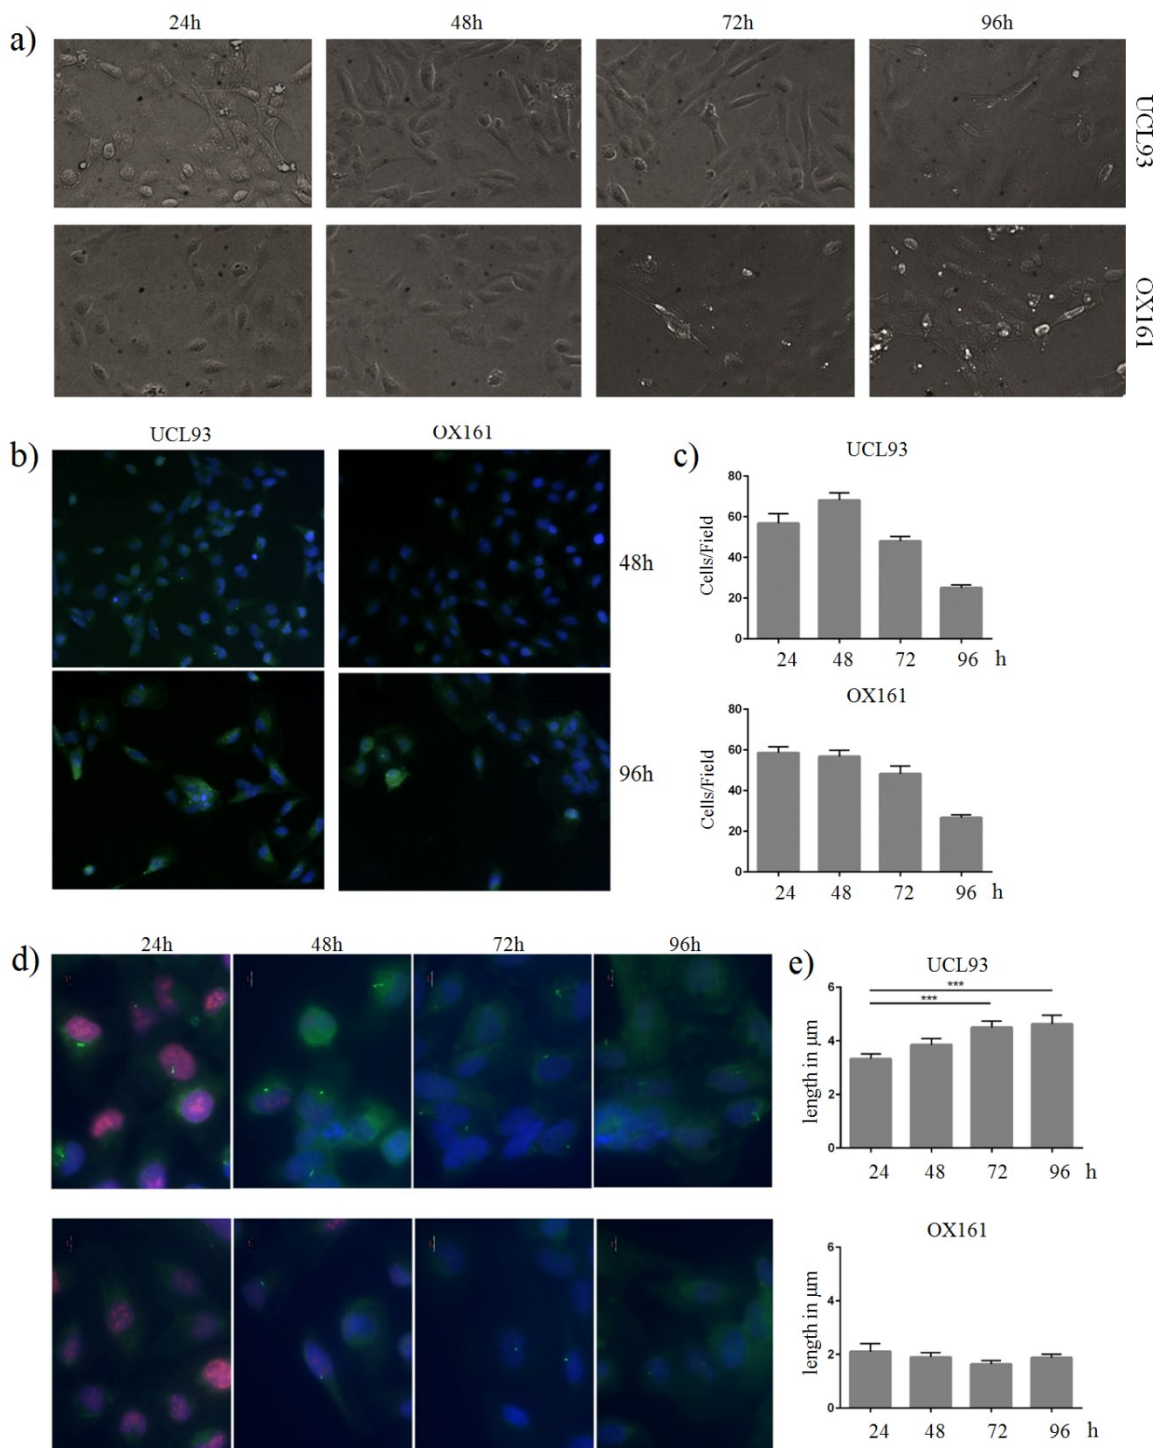 a)
24h 48h 72h 96h
UCL93
OX161
b)
UCL93 OX161
48h
96h
c)
UCL93
Cells/Field
80
60
40
20
0
24 48 72 96 h
OX161
Cells/Field
80
60
40
20
0
24 48 72 96 h
d)
24h 48h 72h 96h
e)
UCL93
length in µm
6
4
2
0
***
***
24 48 72 96 h
OX161
length in µm
6
4
2
0
24 48 72 96 h